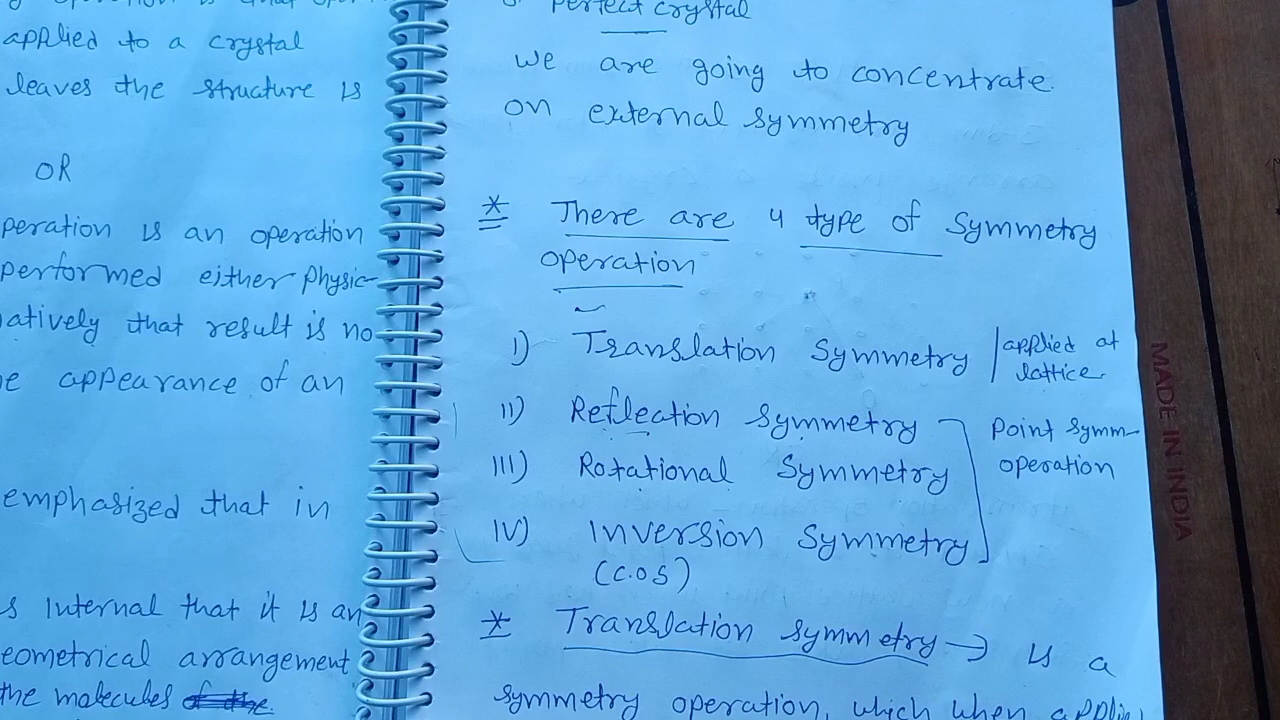 applied to a crystal
leaves the structure is
OR
peration is an operation
performed either physic-
atively that result is no
e appearance of an
emphasized that in
s internal that it is an
eometrical arrangement
the molecules
perfect crystal
we are going to concentrate
on external symmetry
* There are 4 type of symmetry
operation
I) Translation Symmetry | applied at
lattice
II) Reflection Symmetry
III) Rotational Symmetry
IV) Inversion Symmetry
(C.O.S)
Point Symm-
operation
* Translation symmetry → is a
symmetry operation, which when
MADE IN INDIA